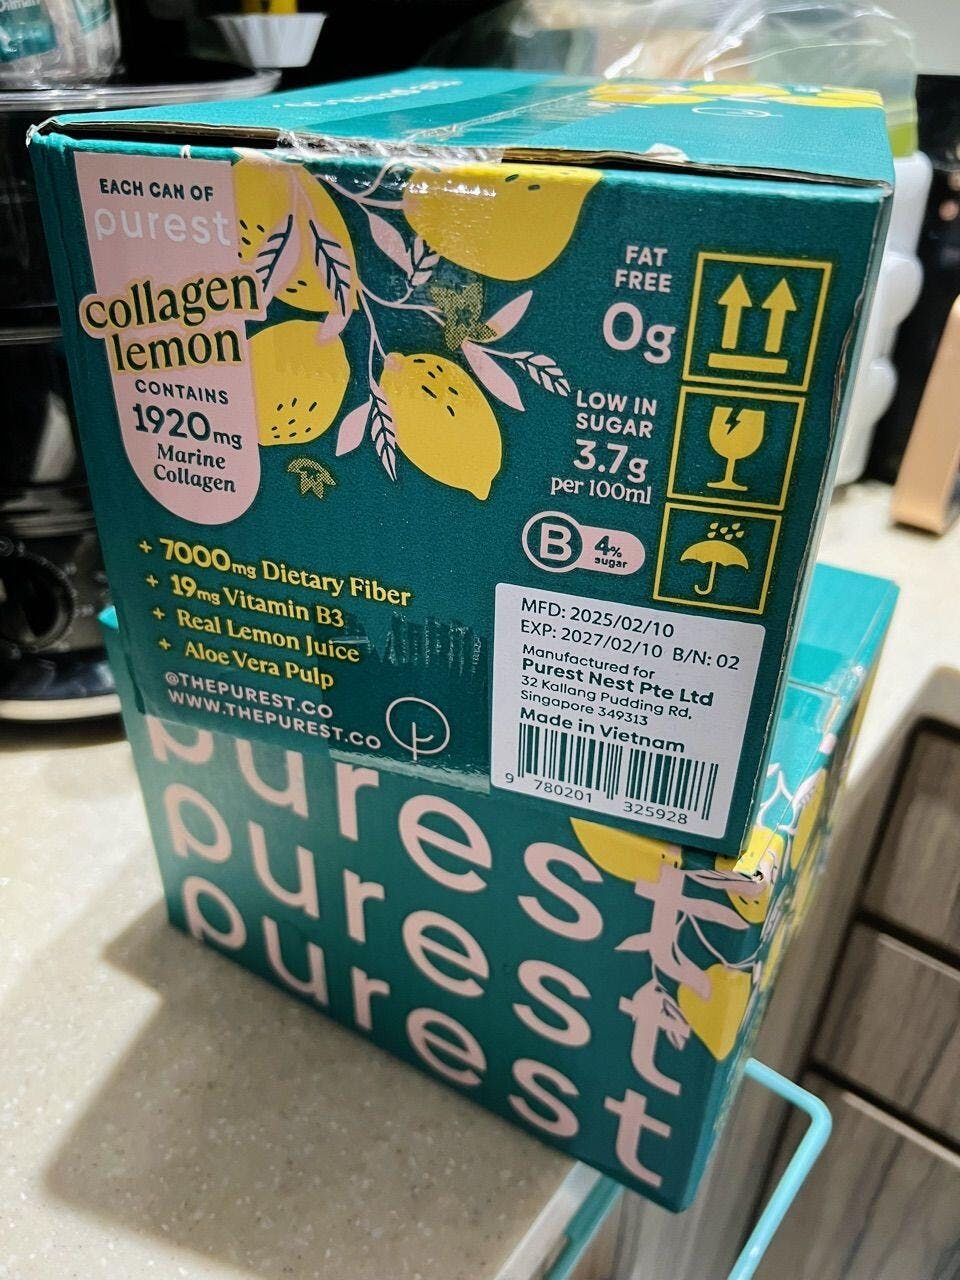 EACH CAN OF
purest
collagen
lemon
CONTAINS
1920mg
Marine
Collagen
+ 7000mg Dietary Fiber
+ 19mg Vitamin B3
+ Real Lemon Juice
+ Aloe Vera Pulp
@THEPUREST.CO
WWW.THEPUREST.CO
FAT
FREE
0g
LOW IN
SUGAR
3.7g
per 100ml
B 4%
sugar
MFD: 2025/02/10
EXP: 2027/02/10 B/N: 02
Manufactured for
Purest Nest Pte Ltd
32 Kallang Pudding Rd,
Singapore 349313
Made in Vietnam
9 780201 325928
purest
purest
purest